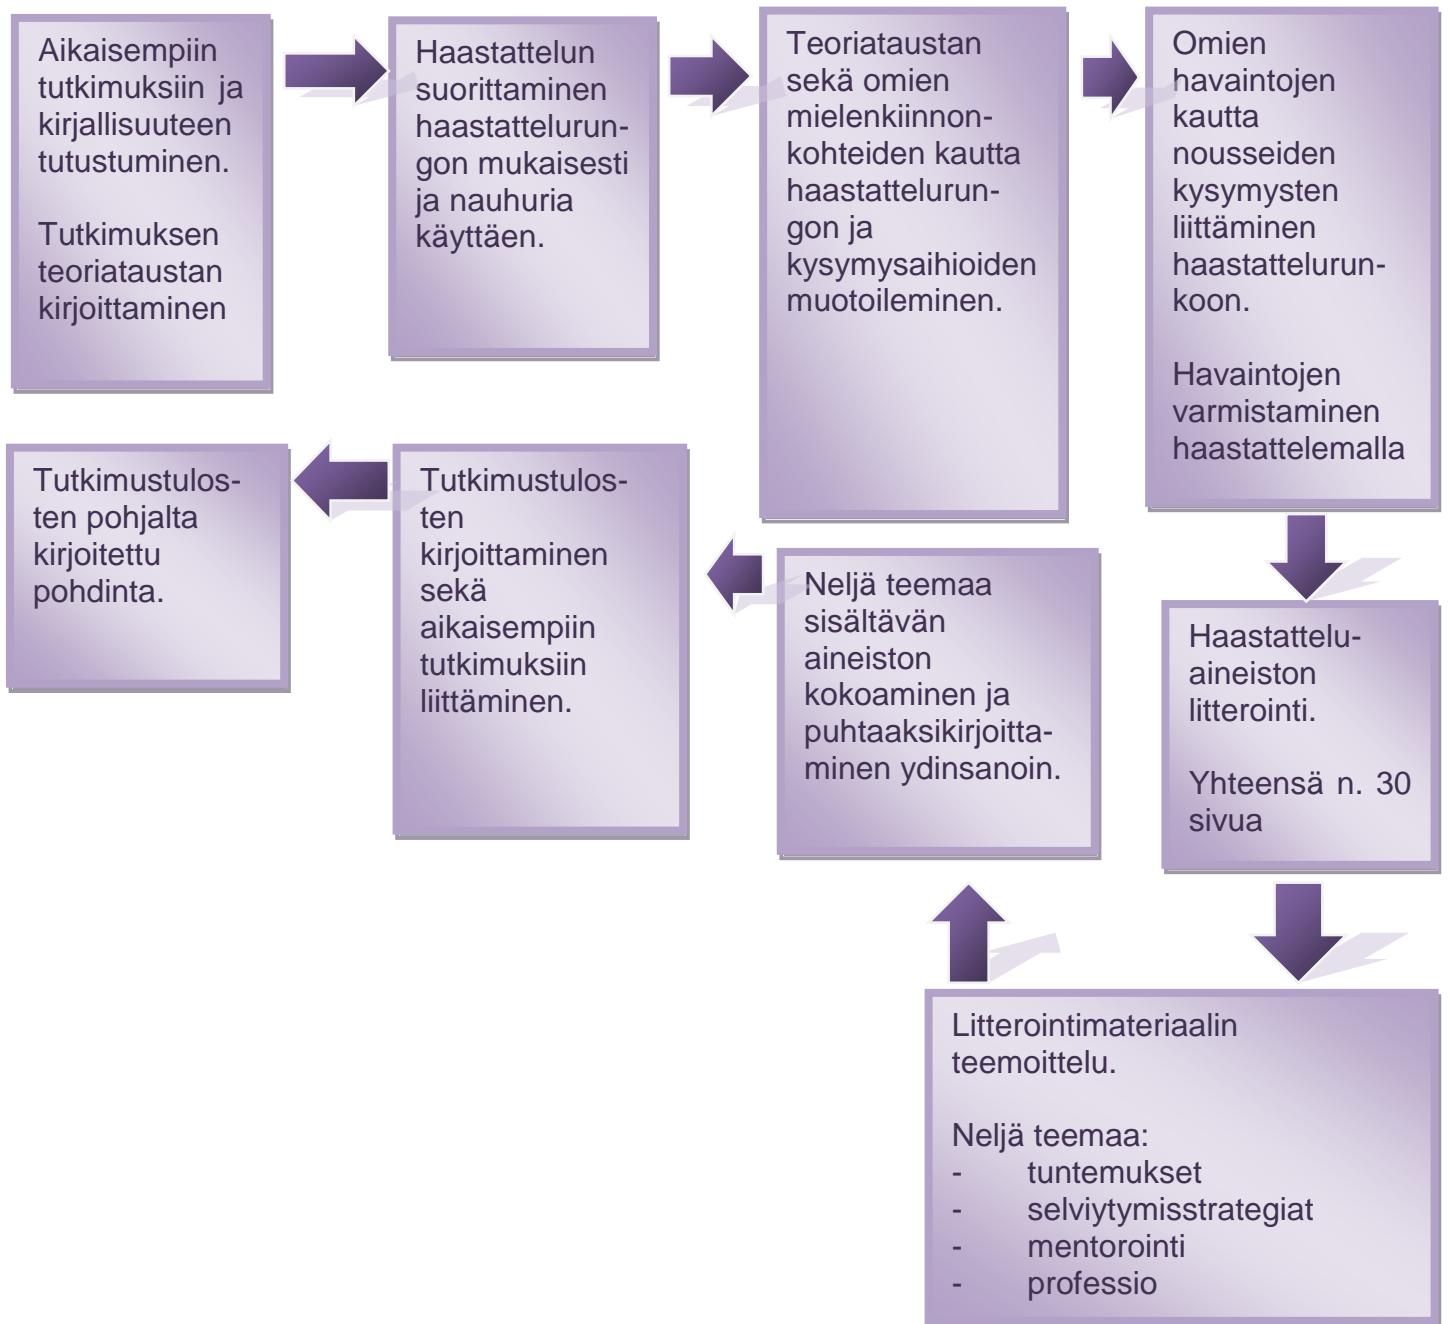 Aikaisempiin
tutkimuksiin ja
kirjallisuuteen
tutustuminen.
Tutkimuksen
teoriataustan
kirjoittaminen
Haastattelun
suorittaminen
haastattelurun-
gon mukaisesti
ja nauhuria
käyttäen.
Teoriataustan
sekä omien
mielenkiinnon-
kohteiden kautta
haastattelurun-
gon ja
kysymysaihioiden
muotoileminen.
Omien
havaintojen
kautta
nousseiden
kysymysten
liittäminen
haastattelurun-
koon.
Havaintojen
varmistaminen
haastattelemalla
Haastattelu-
aineiston
litterointi.
Yhteensä n. 30
sivua
Litterointimateriaalin
teemoittelu.
Neljä teemaa:
- tuntemukset
- selviytymisstrategiat
- mentorointi
- professio
Neljä teemaa
sisältävän
aineiston
kokoaminen ja
puhtaaksikirjoitta-
minen ydinsanoin.
Tutkimustulos-
ten
kirjoittaminen
sekä
aikaisempiin
tutkimuksiin
liittäminen.
Tutkimustulos-
ten pohjalta
kirjoitettu
pohdinta.